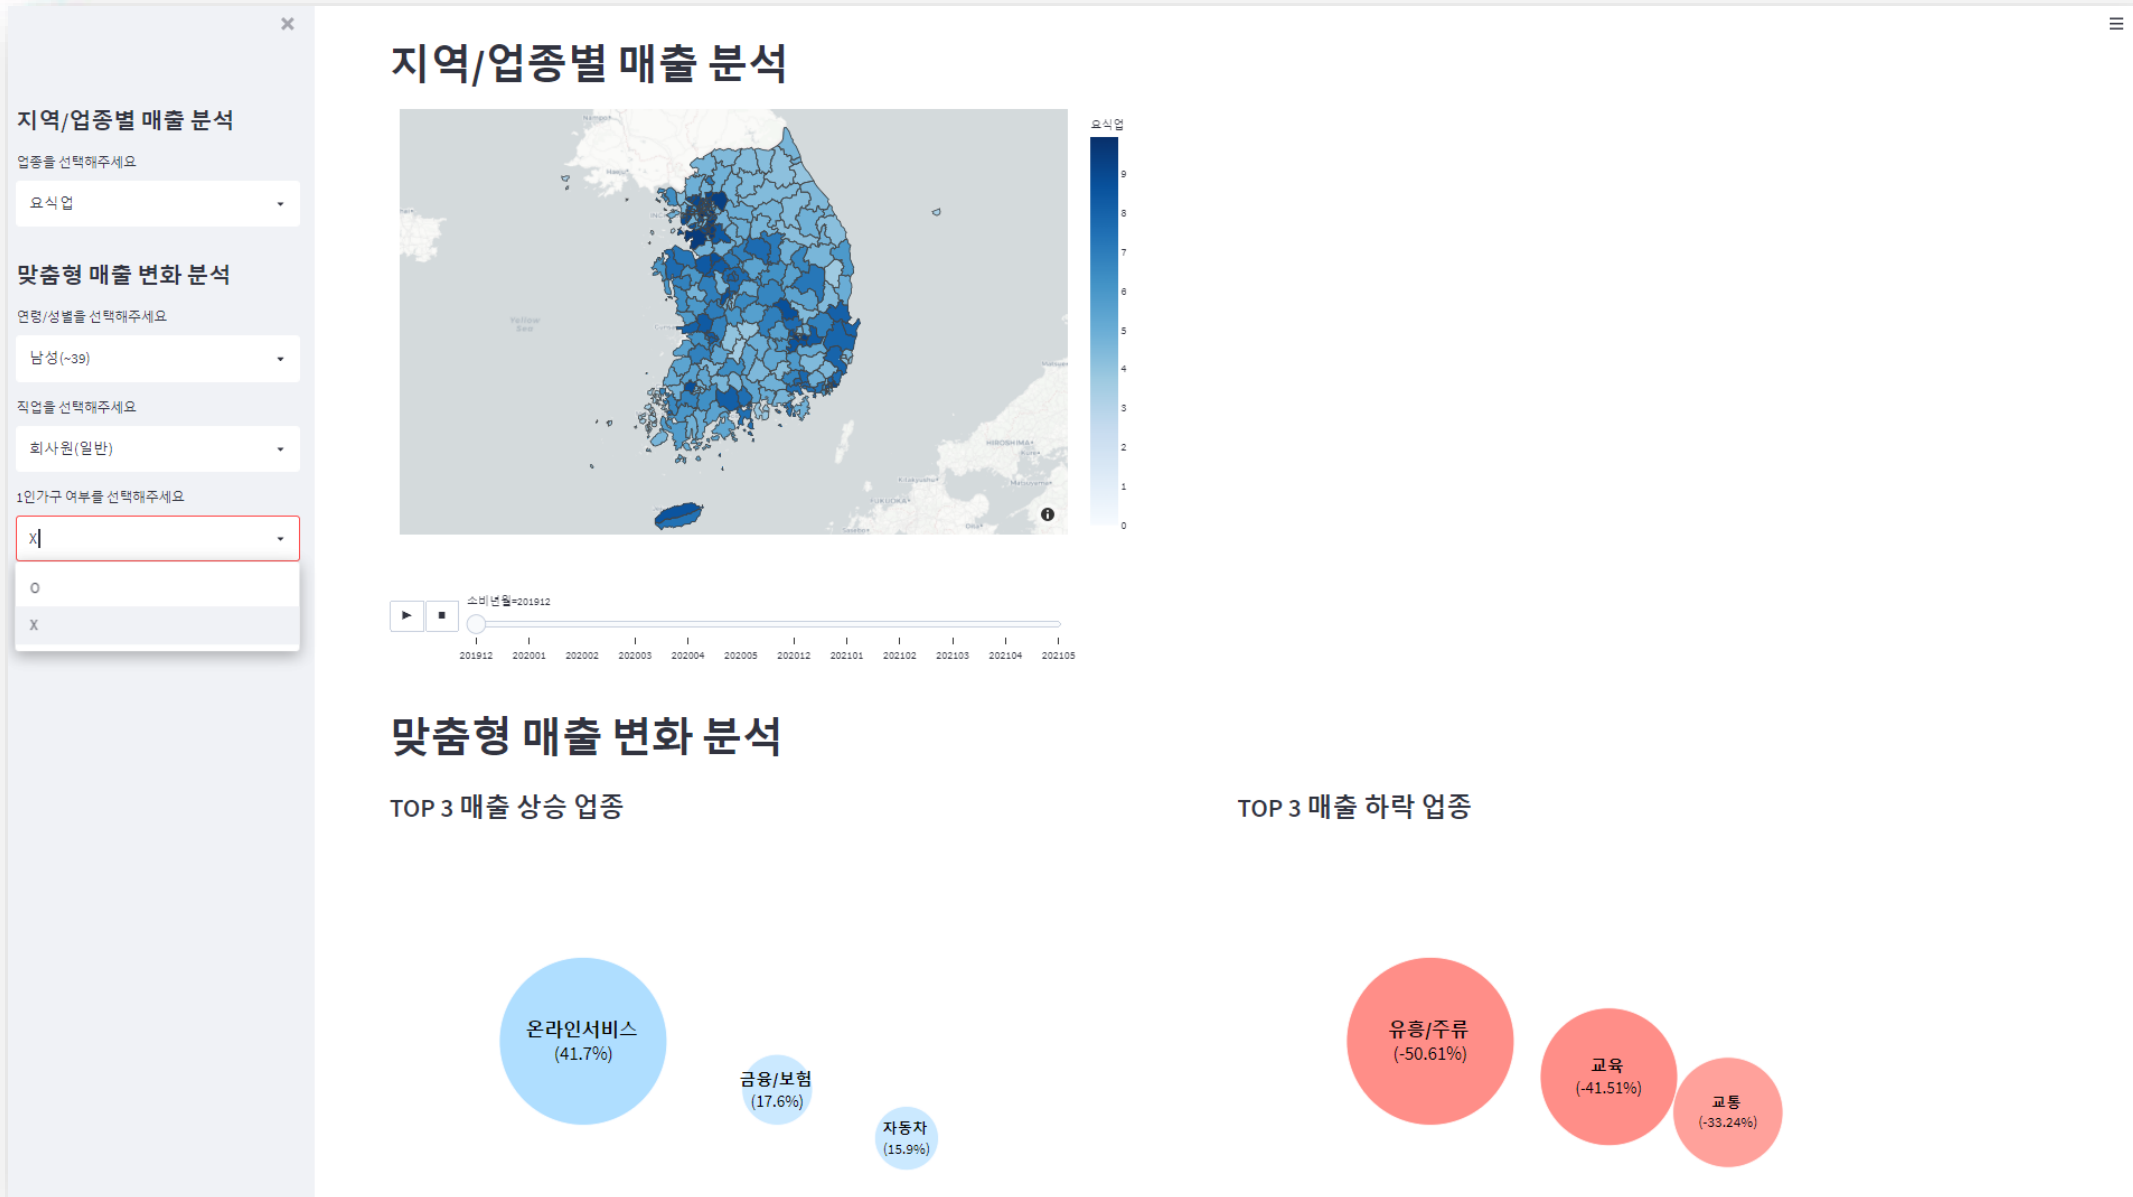 지역/업종별 매출 분석
업종을 선택해주세요
요식업
맞춤형 매출 변화 분석
연령/성별을 선택해주세요
남성(~39)
직업을 선택해주세요
회사원(일반)
1인가구 여부를 선택해주세요
X
O
X
지역/업종별 매출 분석
Yellow
Sea
HIROSHIMA
Kitakyushu
FUKUOKA
요식업
9
8
7
6
5
4
3
2
1
0
소비년월=201912
201912 202001 202002 202003 202004 202005 202012 202101 202102 202103 202104 202105
맞춤형 매출 변화 분석
TOP 3 매출 상승 업종
온라인서비스
(41.7%)
금융/보험
(17.6%)
자동차
(15.9%)
TOP 3 매출 하락 업종
유흥/주류
(-50.61%)
교육
(-41.51%)
교통
(-33.24%)